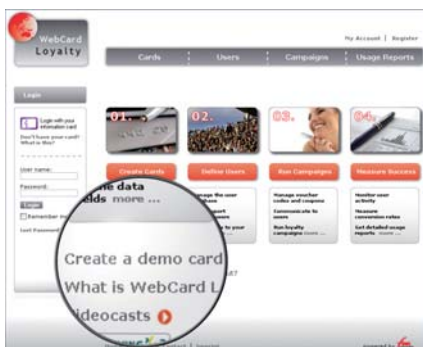 WebCard
Loyalty
My Account | Register
Cards
Users
Campaigns
Usage Reports
Login
Login with your
information card
Don't have your card?
What is this?
User name:
Password:
Login
Remember
Lost Password
01.
02.
03.
04.
Create Cards
Define Users
Run Campaigns
Measure Success
the data
more ...
Manage voucher
codes and coupons
Communicate to
users
Run loyalty
campaigns more ...
Monitor user
activity
Measure
conversion rates
Get detailed usage
reports more ...
Create a demo card
What is WebCard L
ideocasts
powered by